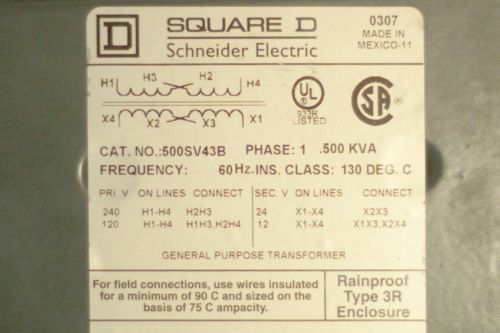 D SQUARE D 0307
Schneider Electric MADE IN
MEXICO-11
H1 H3 H2 H4
X4 X2 X3 X1
UL
933R
LISTED
CSA
CAT. NO.:500SV43B PHASE: 1 .500 KVA
FREQUENCY: 60Hz. INS. CLASS: 130 DEG. C
PRI. V ON LINES CONNECT SEC. V ON LINES CONNECT
240 H1-H4 H2H3 24 X1-X4 X2X3
120 H1-H4 H1H3,H2H4 12 X1-X4 X1X3,X2X4
GENERAL PURPOSE TRANSFORMER
For field connections, use wires insulated
for a minimum of 90 C and sized on the
basis of 75 C ampacity.
Rainproof
Type 3R
Enclosure